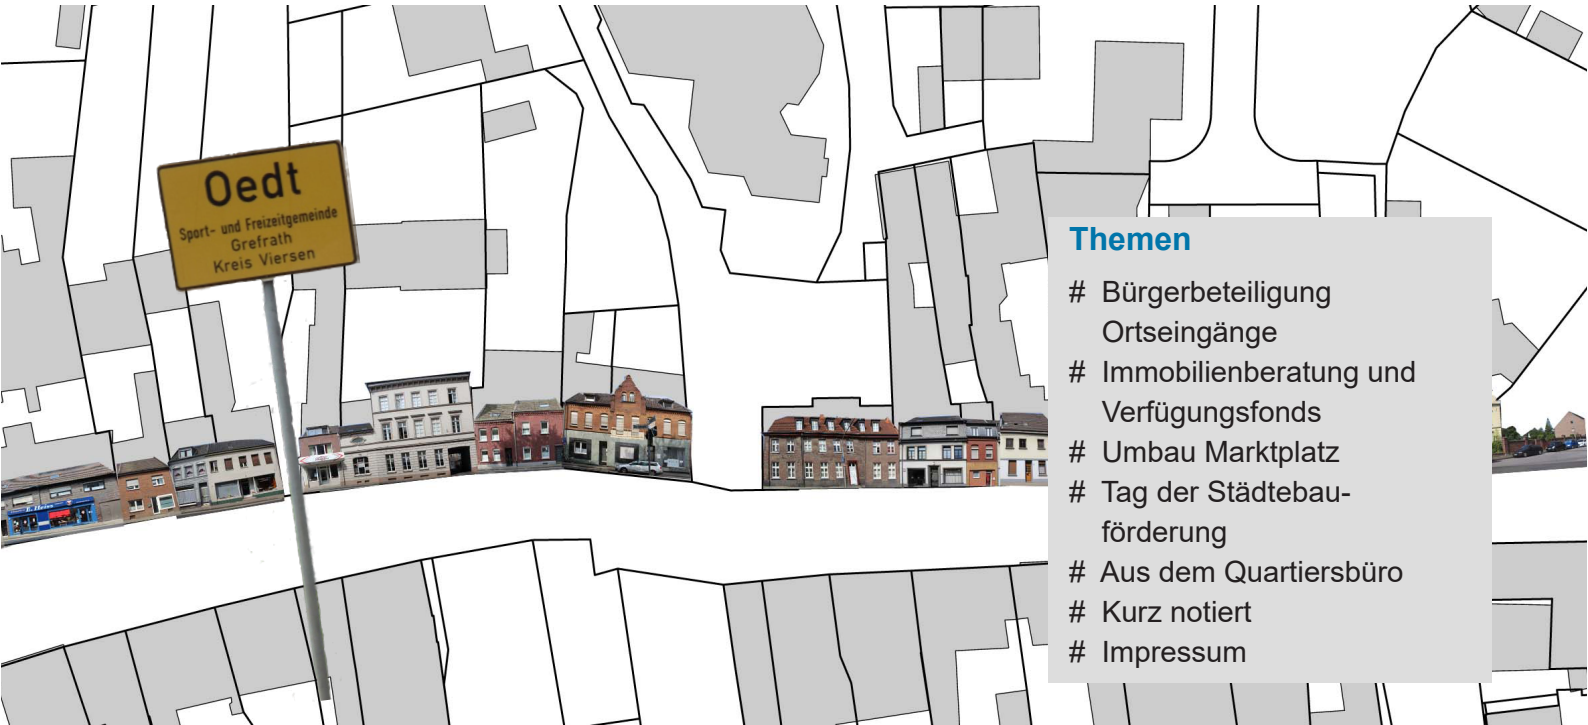 Oedt
Sport- und Freizeitgemeinde
Grefrath
Kreis Viersen
Themen
# Bürgerbeteiligung
Ortseingänge
# Immobilienberatung und
Verfügungsfonds
# Umbau Marktplatz
# Tag der Städtebau-
förderung
# Aus dem Quartiersbüro
# Kurz notiert
# Impressum